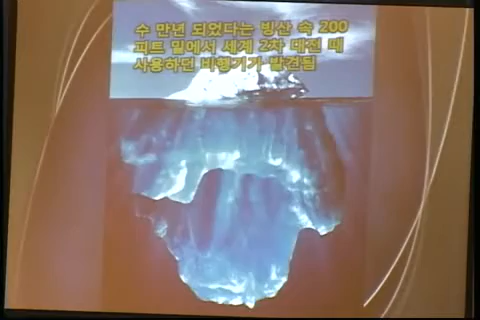 수 만년 되었다는 빙산 속 200
피트 밑에서 세계 2차 대전 때
사용하던 비행기가 발견됨